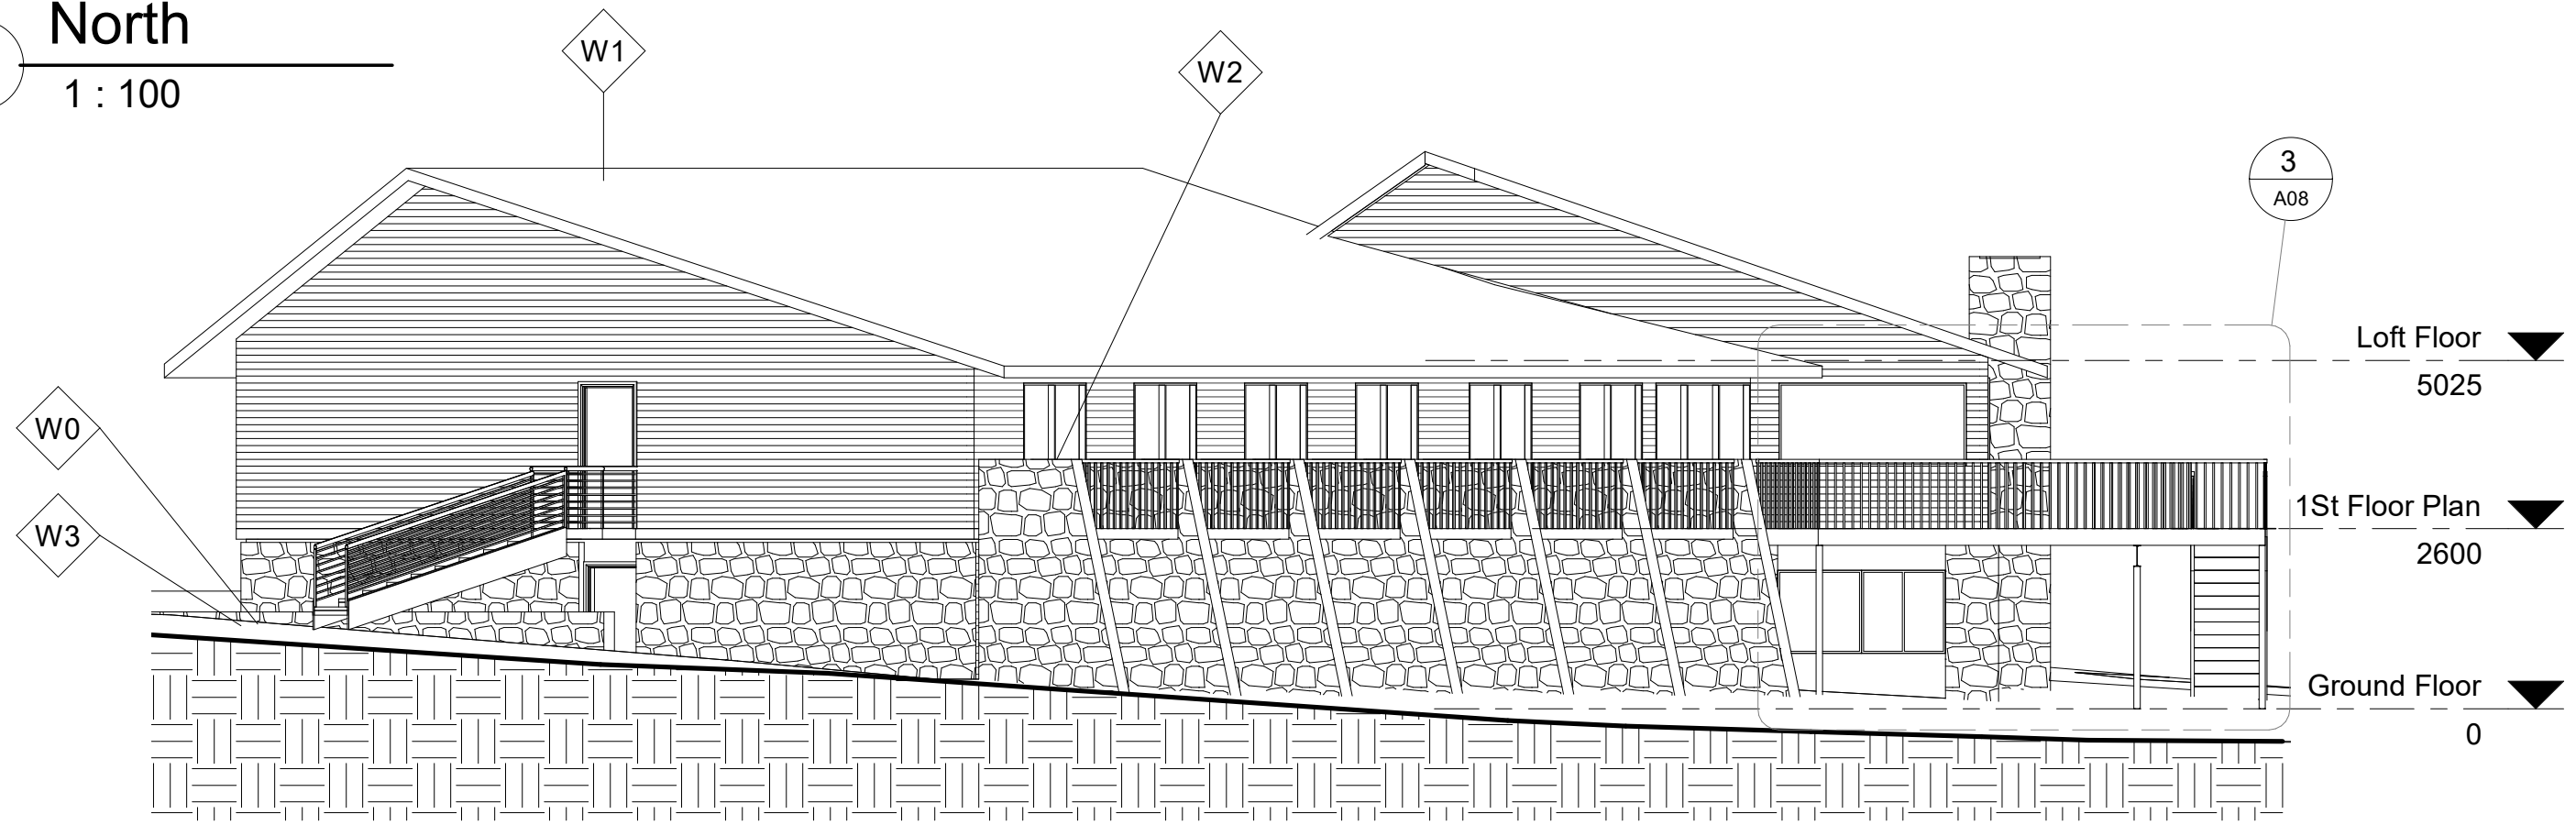 North
1 : 100
W1
W2
3
A08
Loft Floor
5025
W0
W3
1St Floor Plan
2600
Ground Floor
0